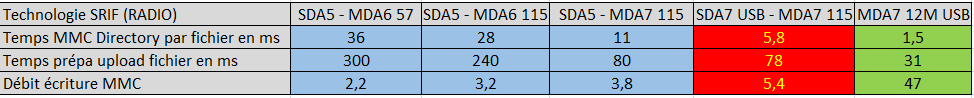 Technologie SRIF (RADIO) SDA5 - MDA6 57 SDA5 - MDA6 115 SDA5 - MDA7 115 SDA7 USB - MDA7 115 MDA7 12M USB
Temps MMC Directory par fichier en ms 36 28 11 5,8 1,5
Temps prépa upload fichier en ms 300 240 80 78 31
Débit écriture MMC 2,2 3,2 3,8 5,4 47